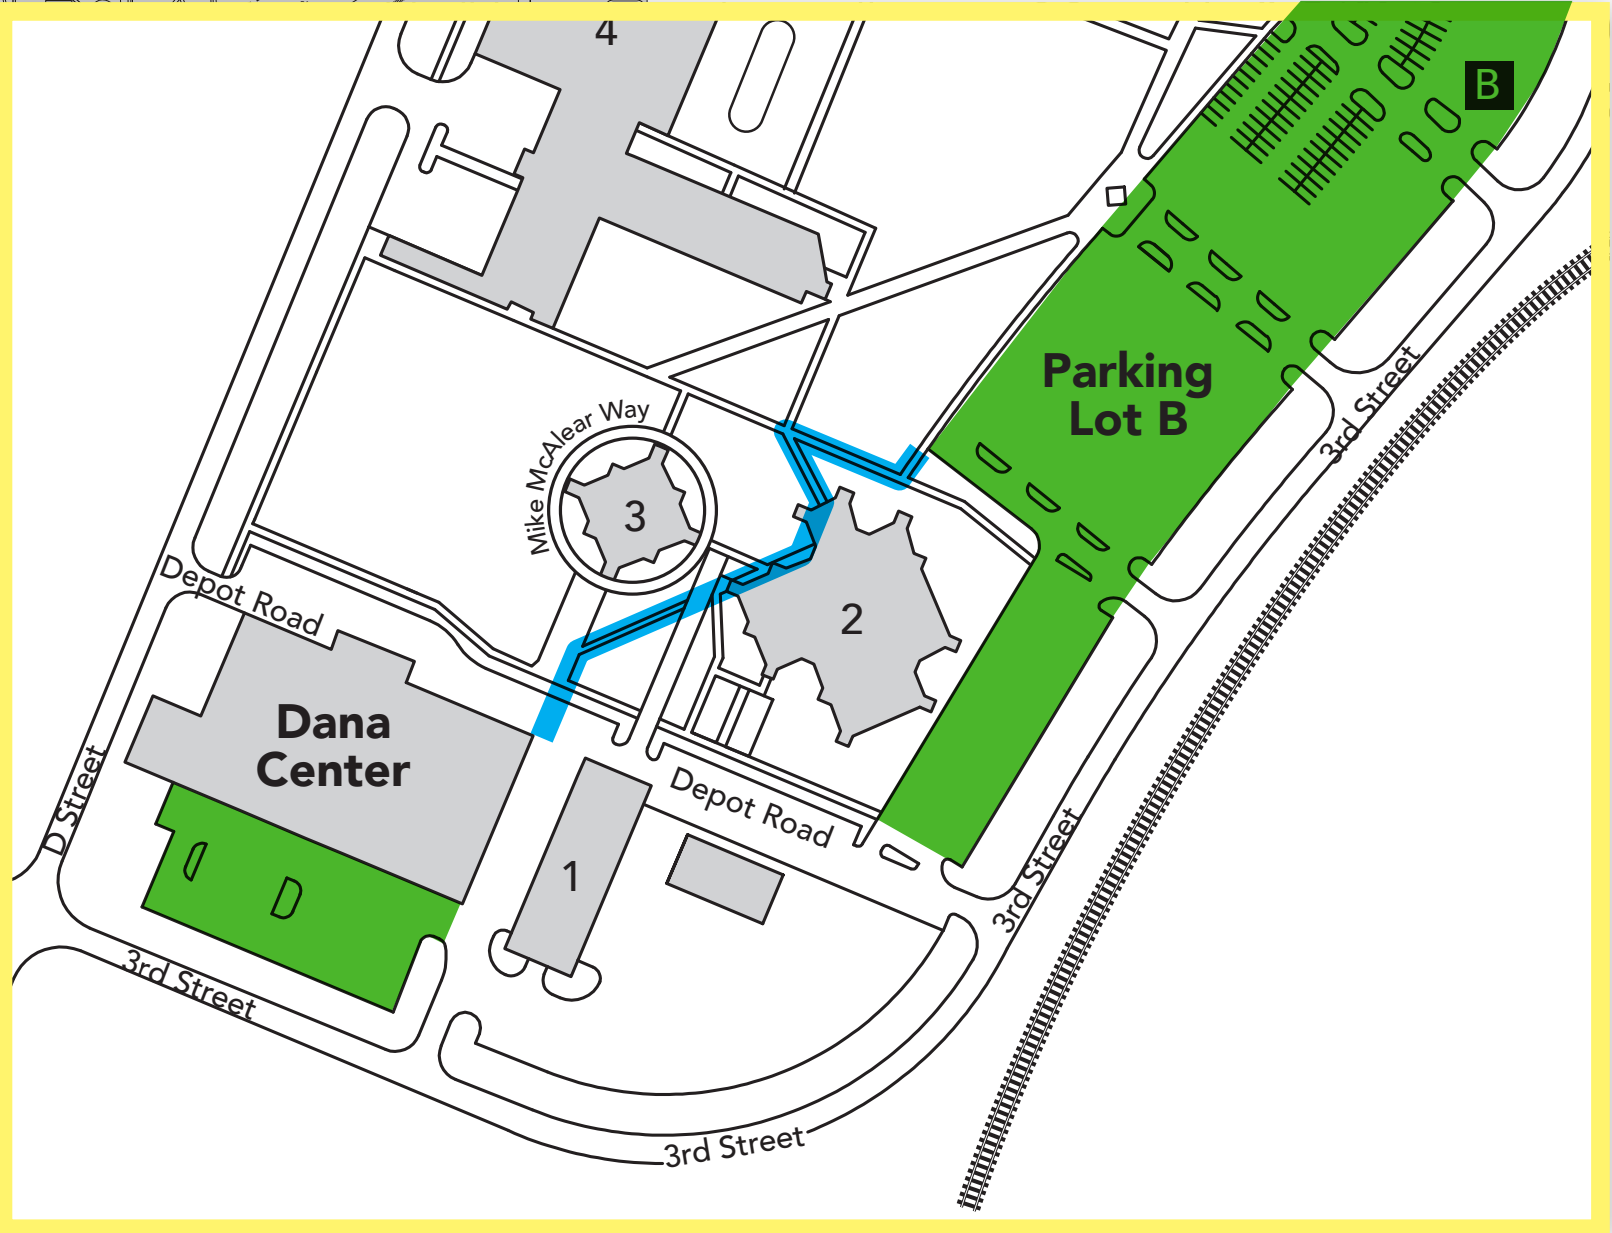 4
B
Parking
Lot B
3rd Street
Mike McAlear Way
3
2
Depot Road
Dana
Center
D Street
Depot Road
1
3rd Street
3rd Street
3rd Street